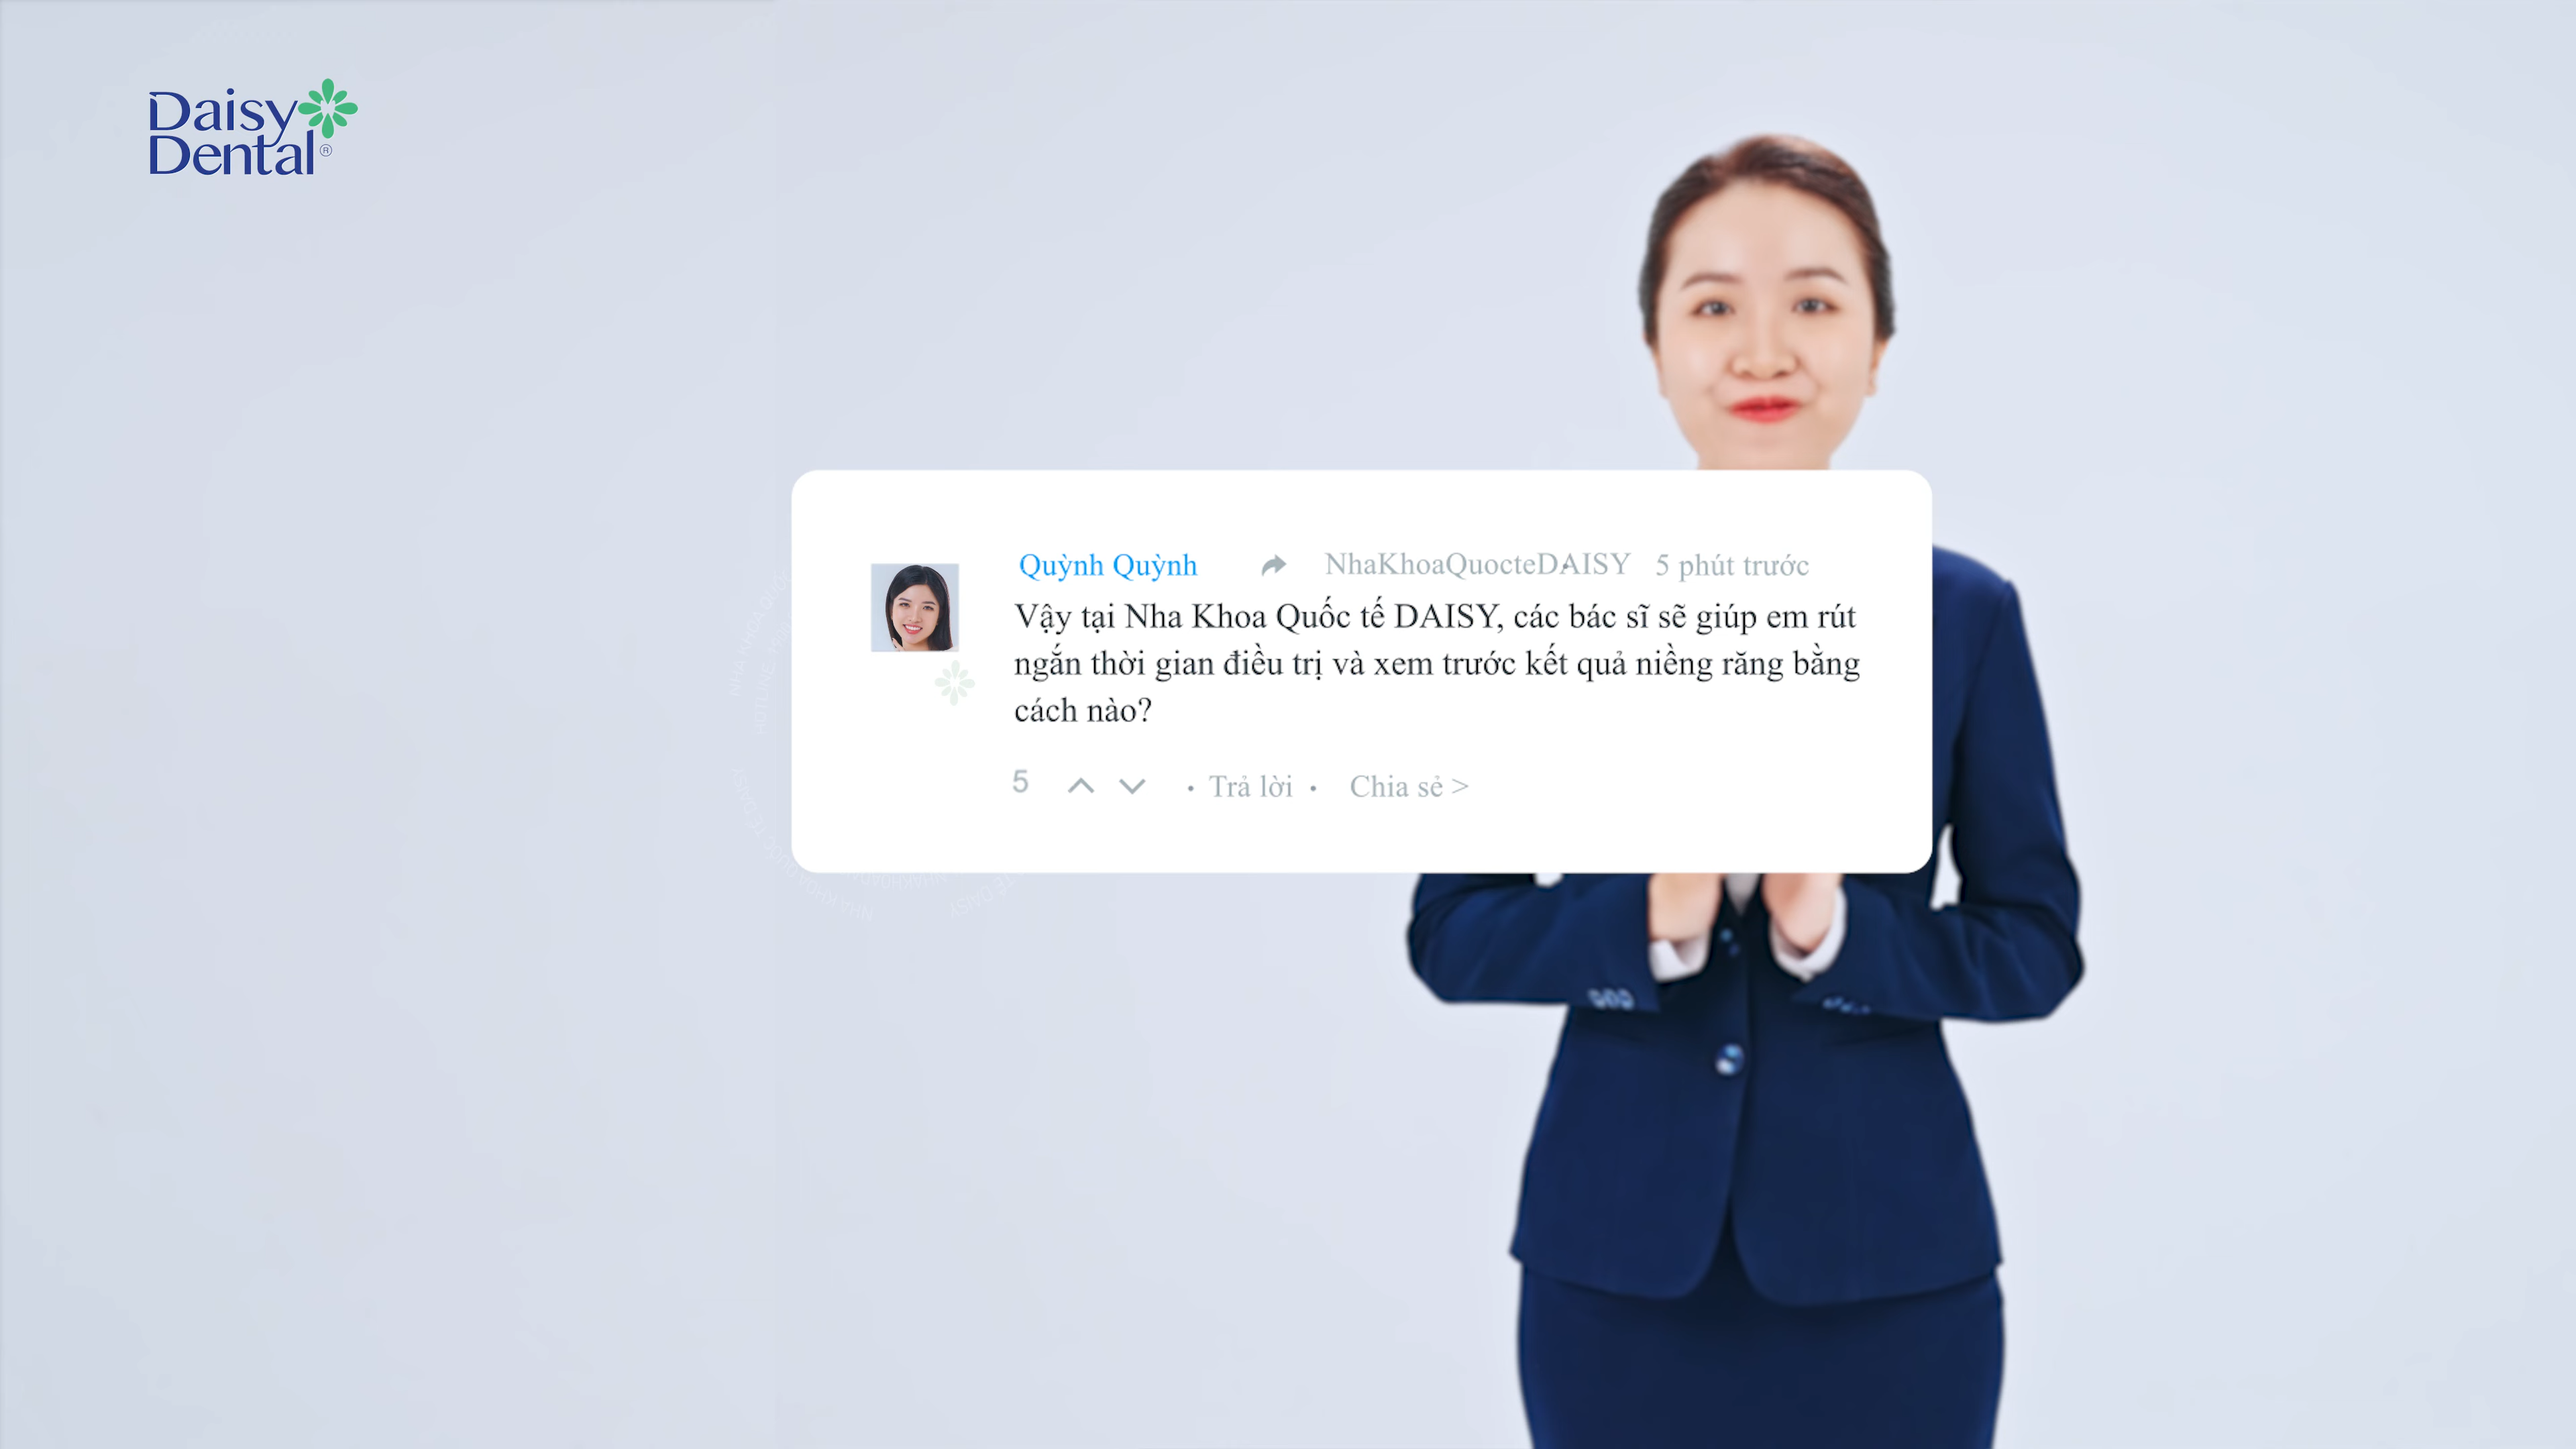 Daisy
Dental®
Quỳnh Quỳnh NhaKhoaQuocteDAISY 5 phút trước
Vậy tại Nha Khoa Quốc tế DAISY, các bác sĩ sẽ giúp em rút
ngắn thời gian điều trị và xem trước kết quả niềng răng bằng
cách nào?
5 • Trả lời • Chia sẻ >